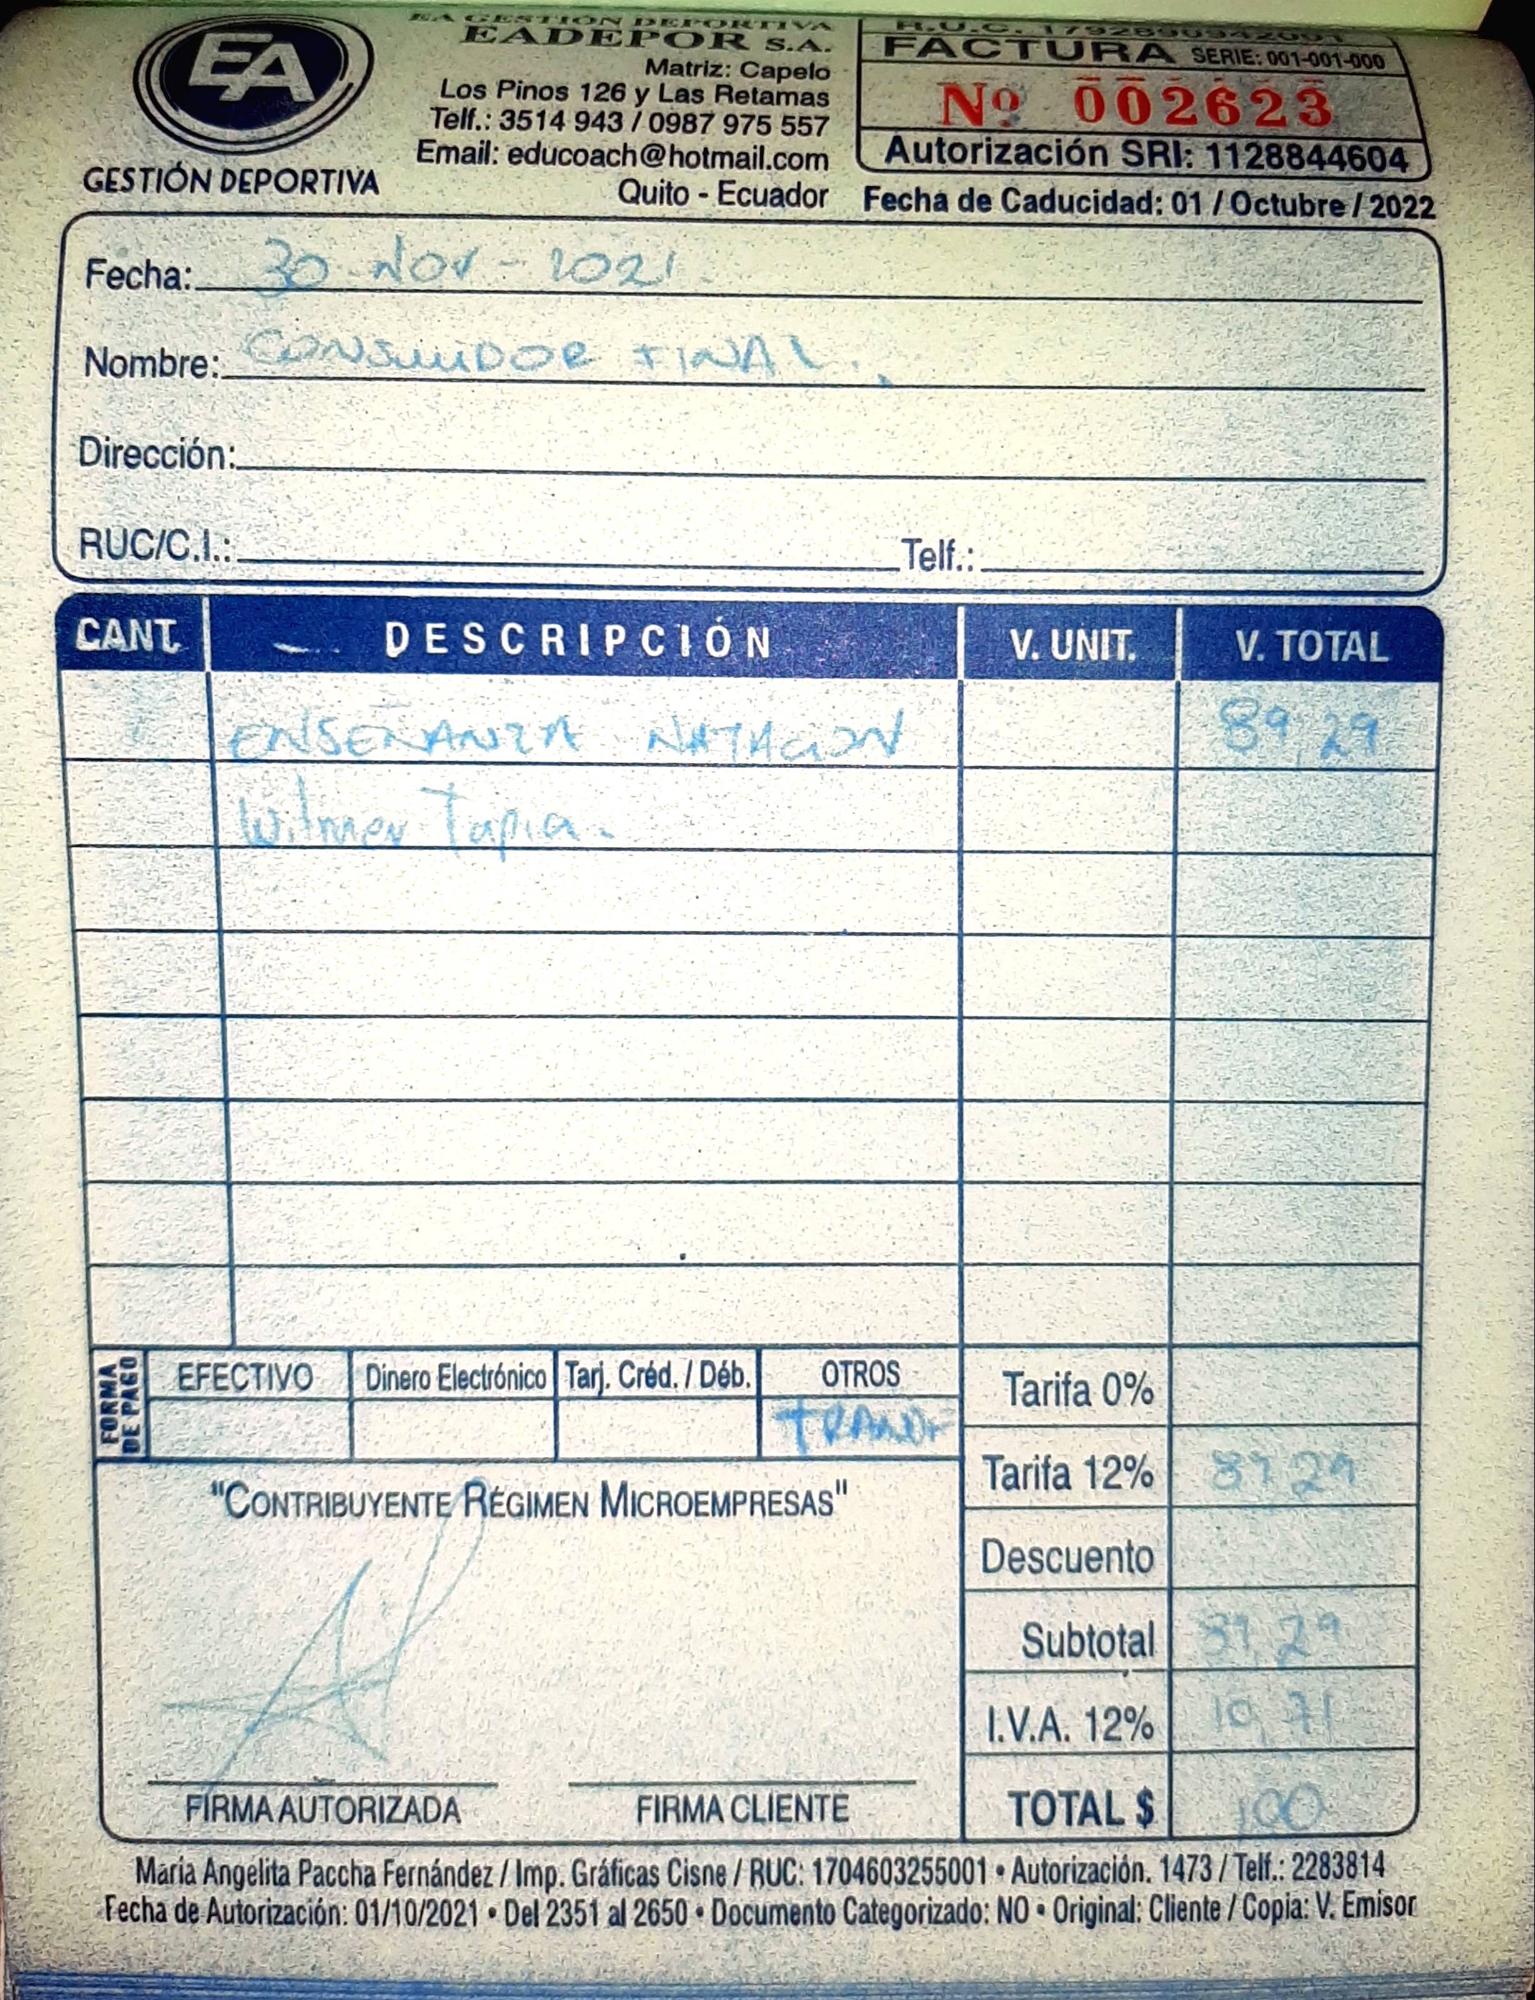 EA GESTIÓN DEPORTIVA
EADEPOR S.A.
Matriz: Capelo
Los Pinos 126 y Las Retamas
Telf.: 3514 943 / 0987 975 557
Email: educoach@hotmail.com
Quito - Ecuador
EA
GESTIÓN DEPORTIVA
R.U.C. 1792890942001
FACTURA SERIE: 001-001-000
Nº 002623
Autorización SRI: 1128844604
Fecha de Caducidad: 01 / Octubre / 2022
Fecha: 30 - Nov - 2021
Nombre: CONSUMIDOR FINAL.
Dirección:
RUC/C.I.: Telf.:
CANT. DESCRIPCIÓN V. UNIT. V. TOTAL
ENSEÑANZA NATACION 89,29
Wilmer Tapia.
FORMA DE PAGO
EFECTIVO Dinero Electrónico Tarj. Créd. / Déb. OTROS
TRANSF
Tarifa 0%
Tarifa 12% 89,29
Descuento
Subtotal 89,29
I.V.A. 12% 10,71
TOTAL $ 100
"CONTRIBUYENTE RÉGIMEN MICROEMPRESAS"
FIRMA AUTORIZADA FIRMA CLIENTE
María Angelita Paccha Fernández / Imp. Gráficas Cisne / RUC: 1704603255001 • Autorización. 1473 / Telf.: 2283814
Fecha de Autorización: 01/10/2021 • Del 2351 al 2650 • Documento Categorizado: NO • Original: Cliente / Copia: V. Emisor